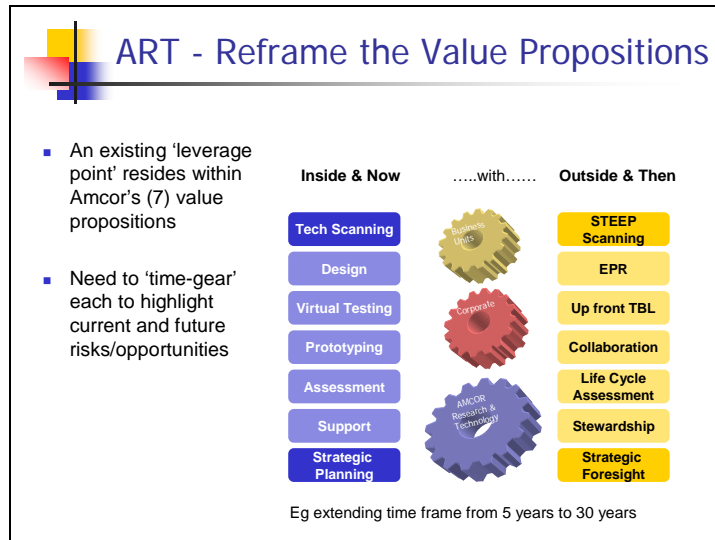 ART - Reframe the Value Propositions
An existing ‘leverage
point’ resides within
Amcor’s (7) value
propositions
Need to ‘time-gear’
each to highlight
current and future
risks/opportunities
Inside & Now
…..with……
Outside & Then
Tech Scanning
Design
Virtual Testing
Prototyping
Assessment
Support
Strategic
Planning
Business
Units
Corporate
AMCOR
Research &
Technology
STEEP
Scanning
EPR
Up front TBL
Collaboration
Life Cycle
Assessment
Stewardship
Strategic
Foresight
Eg extending time frame from 5 years to 30 years